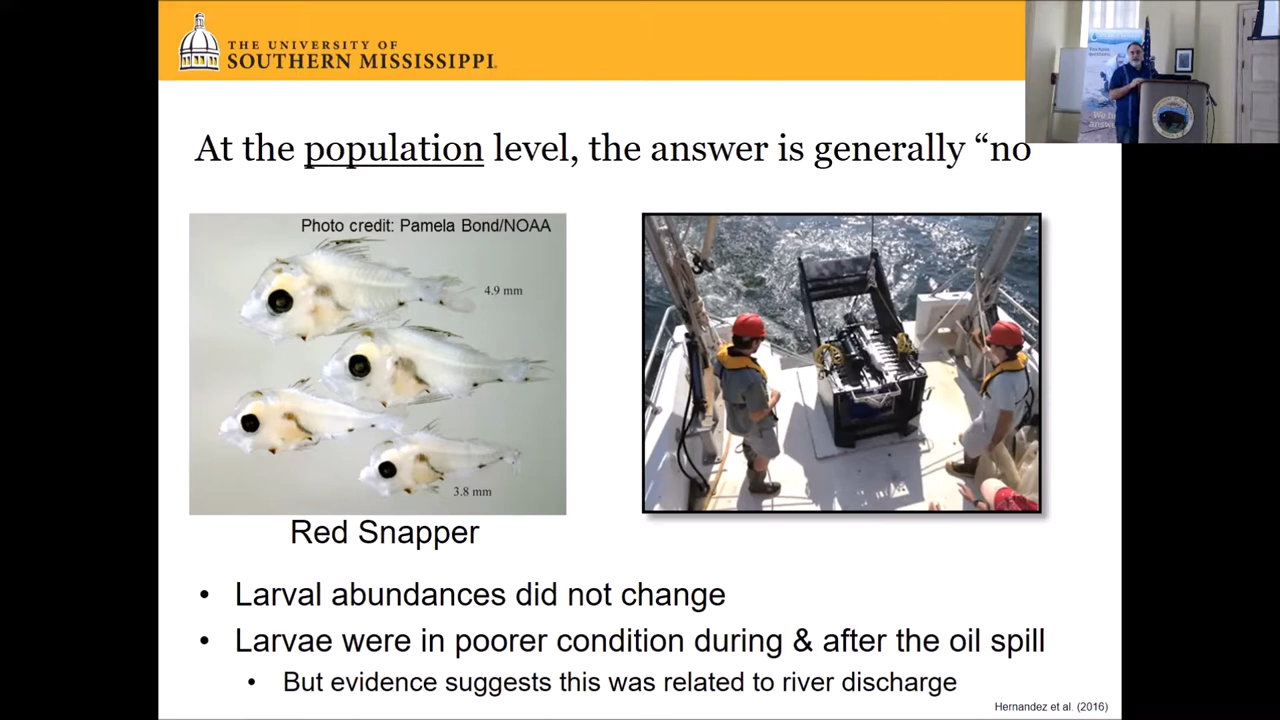 THE UNIVERSITY OF
SOUTHERN MISSISSIPPI
At the population level, the answer is generally “no
Photo credit: Pamela Bond/NOAA
4.9 mm
3.8 mm
Red Snapper
• Larval abundances did not change
• Larvae were in poorer condition during & after the oil spill
• But evidence suggests this was related to river discharge
Hernandez et al. (2016)